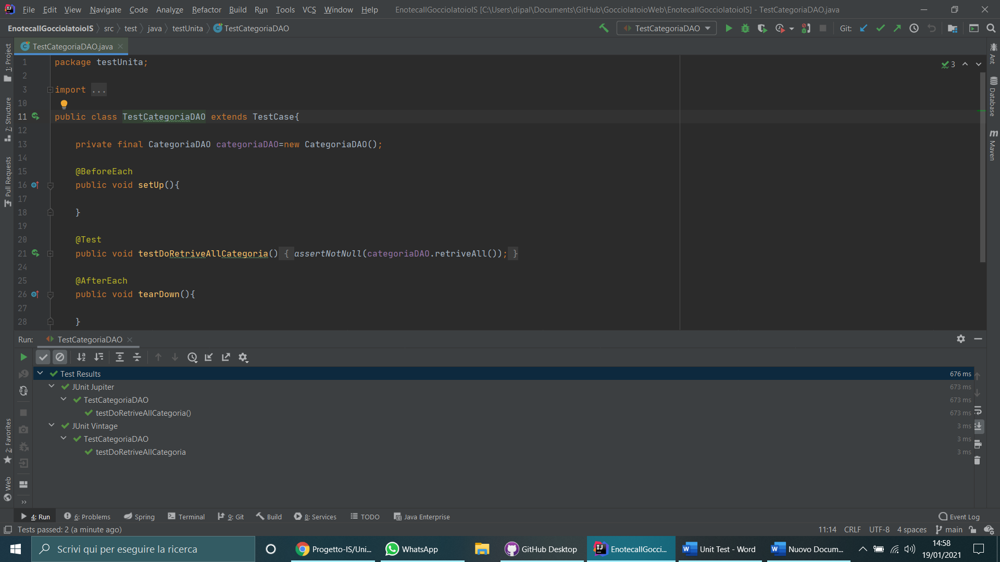 File Edit View Navigate Code Analyze Refactor Build Run Tools VCS Window Help EnotecaIlGocciolatoioIS [C:\Users\dipal\Documents\GitHub\GocciolatoioWeb\EnotecaIlGocciolatoioIS] - TestCategoriaDAO.java
EnotecaIlGocciolatoioIS src test java testUnita TestCategoriaDAO TestCategoriaDAO Git:
TestCategoriaDAO.java
1: Project
7: Structure
Pull Requests
2: Favorites
Web
1 package testUnita;
2
3 import ...
10
11 public class TestCategoriaDAO extends TestCase{
12
13 private final CategoriaDAO categoriaDAO=new CategoriaDAO();
14
15 @BeforeEach
16 public void setUp(){
17
18 }
19
20 @Test
21 public void testDoRetriveAllCategoria() { assertNotNull(categoriaDAO.retriveAll()); }
24
25 @AfterEach
26 public void tearDown(){
27
28 }
3
Ant
Database
m
Maven
Run: TestCategoriaDAO
Test Results 676 ms
JUnit Jupiter 673 ms
TestCategoriaDAO 673 ms
testDoRetriveAllCategoria() 673 ms
JUnit Vintage 3 ms
TestCategoriaDAO 3 ms
testDoRetriveAllCategoria 3 ms
4: Run 6: Problems Spring Terminal 9: Git Build 8: Services TODO Java Enterprise Event Log
Tests passed: 2 (a minute ago) 11:14 CRLF UTF-8 4 spaces main
Scrivi qui per eseguire la ricerca Progetto-IS/Uni... WhatsApp GitHub Desktop EnotecaIlGocci... Unit Test - Word Nuovo Docum... 14:58
19/01/2021